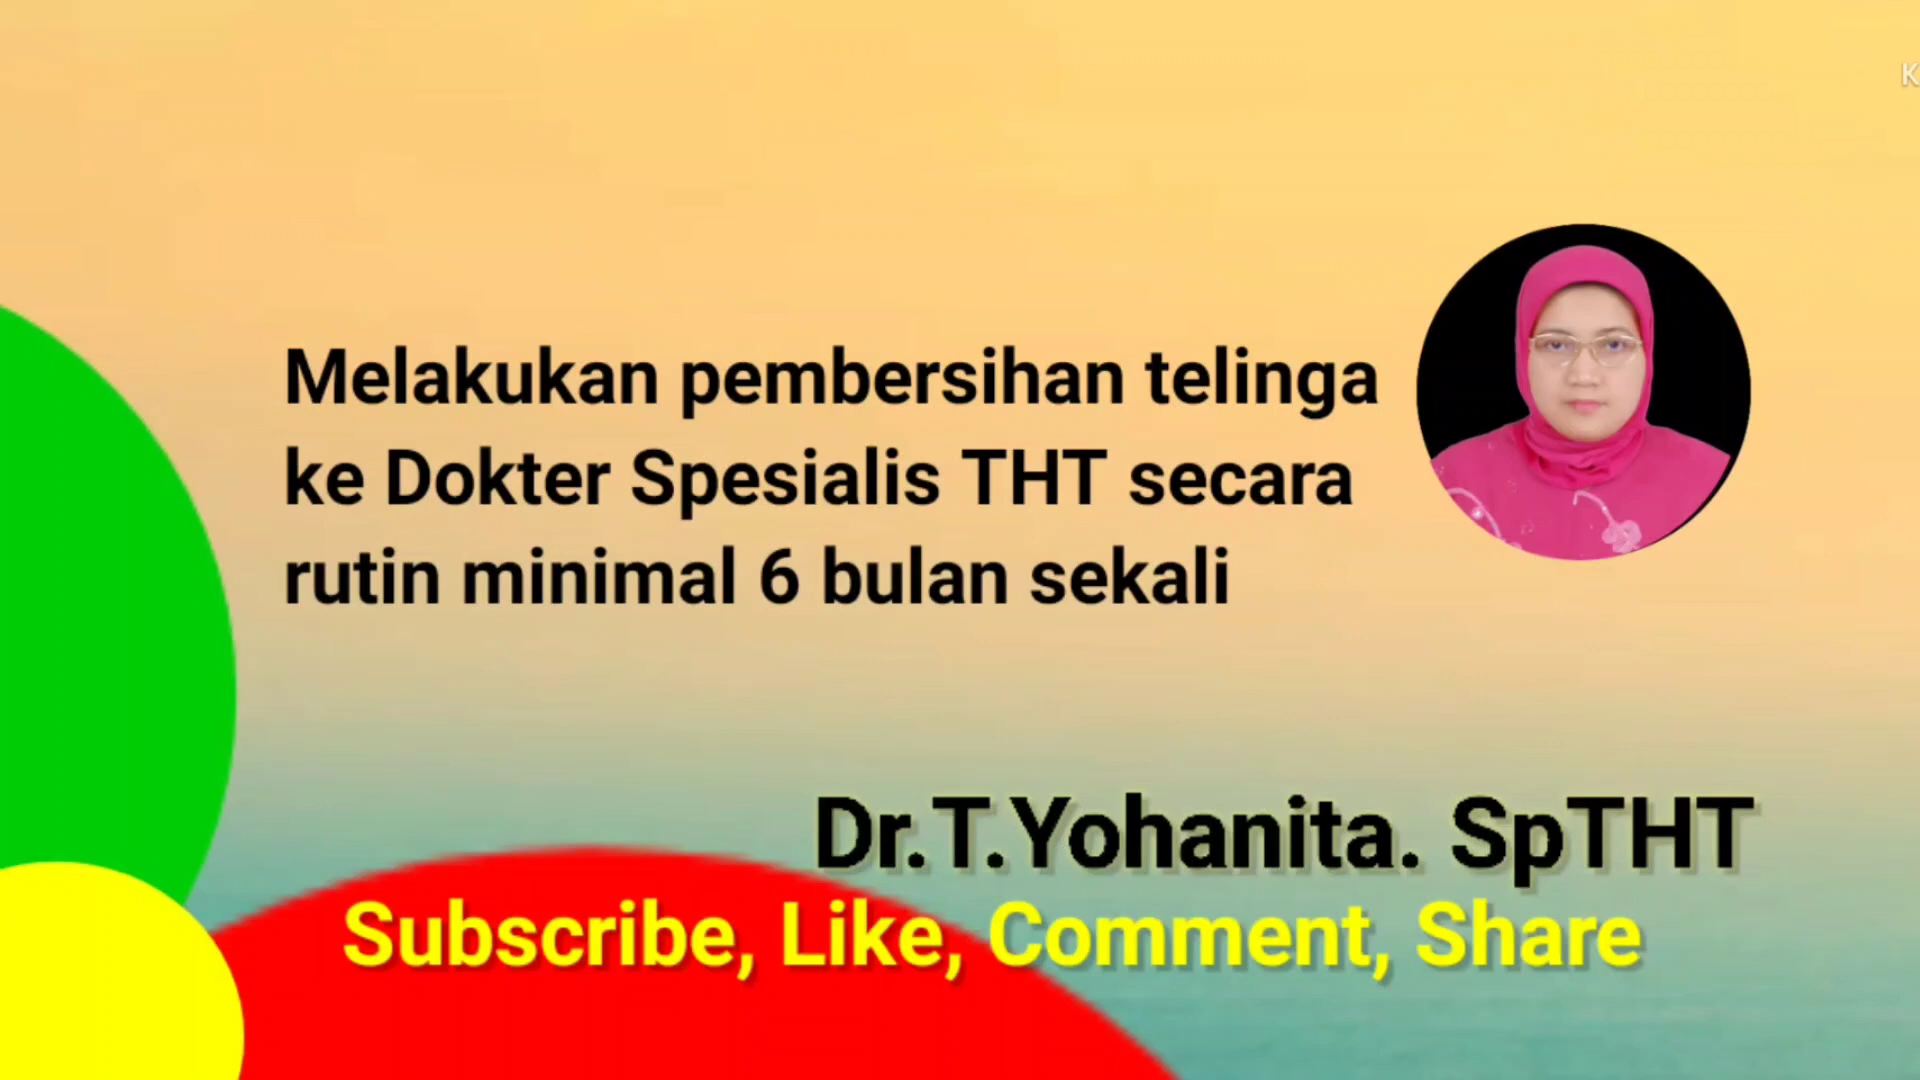 Melakukan pembersihan telinga
ke Dokter Spesialis THT secara
rutin minimal 6 bulan sekali
Dr.T.Yohanita. SpTHT
Subscribe, Like, Comment, Share